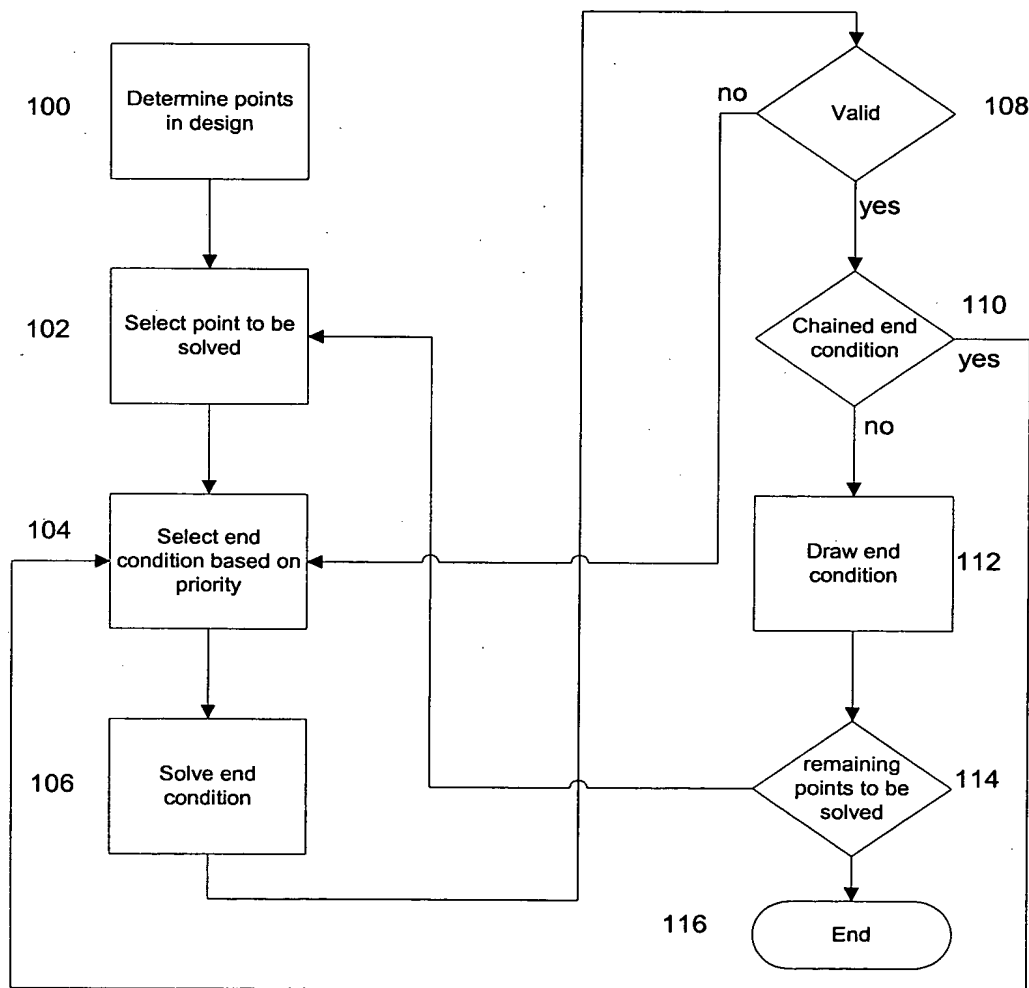 100
Determine points
in design
102
Select point to be
solved
104
Select end
condition based on
priority
106
Solve end
condition
no
Valid
108
yes
Chained end
condition
110
yes
no
Draw end
condition
112
remaining
points to be
solved
114
116
End